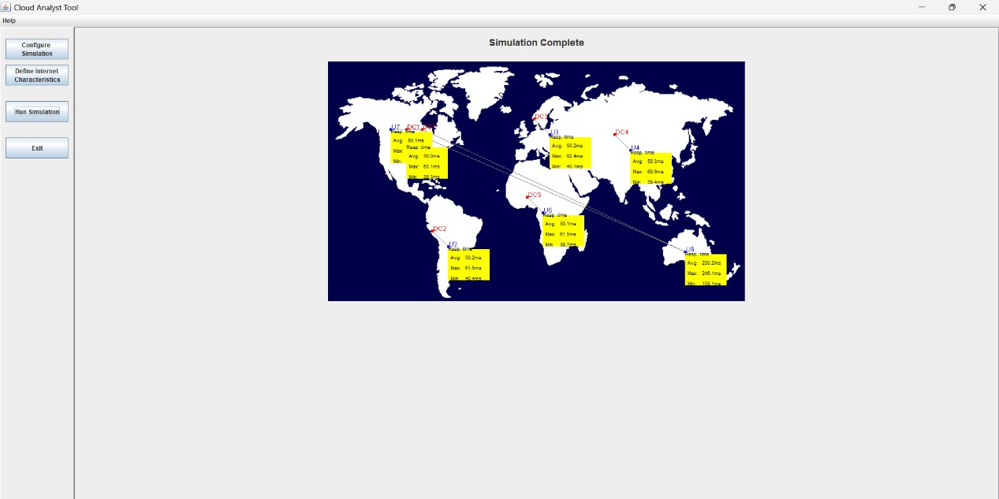 Cloud Analyst Tool
Help
Configure
Simulation
Define Internet
Characteristics
Run Simulation
Exit
Simulation Complete
U7
DC1
Resp. time
Avg: 50.1ms
Max:
Min:
Resp. time
Avg: 50.0ms
Max: 63.1ms
Min: 38.3ms
DC3
U3
Resp. time
Avg: 50.2ms
Max: 62.4ms
Min: 40.1ms
DC4
U4
Resp. time
Avg: 50.3ms
Max: 60.9ms
Min: 39.4ms
DC5
U5
Resp. time
Avg: 50.1ms
Max: 61.5ms
Min: 38.7ms
DC2
U2
Resp. time
Avg: 50.2ms
Max: 61.5ms
Min: 40.4ms
U6
Resp. time
Avg: 200.2ms
Max: 246.1ms
Min: 158.1ms